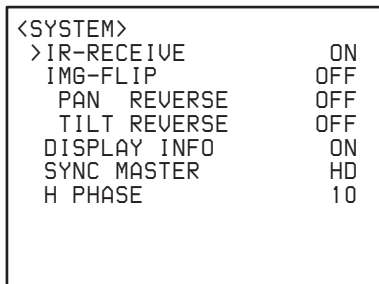 <SYSTEM>
>IR-RECEIVE ON
IMG-FLIP OFF
PAN REVERSE OFF
TILT REVERSE OFF
DISPLAY INFO ON
SYNC MASTER HD
H PHASE 10